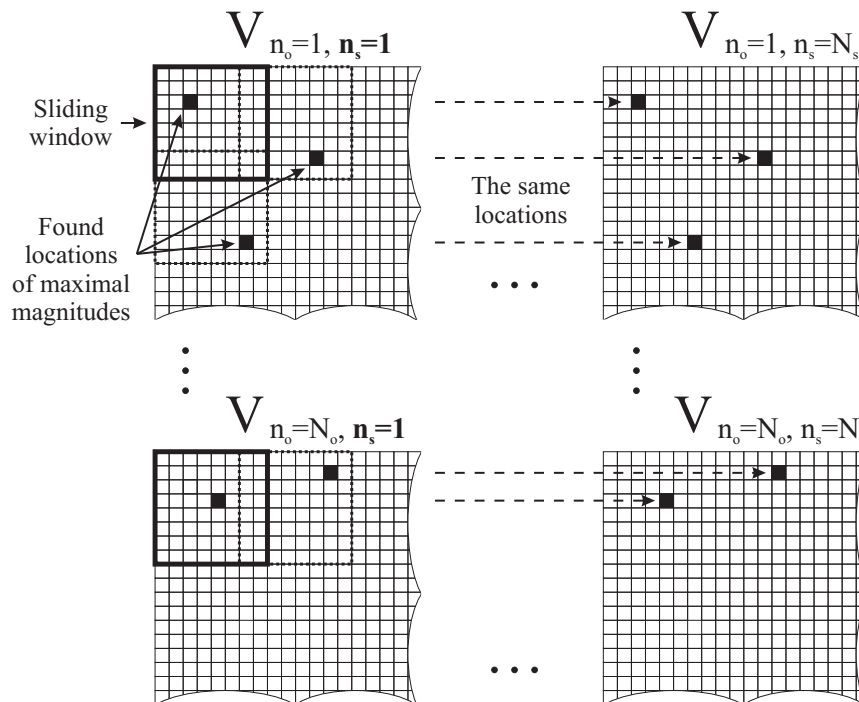 V n_o=1, n_s=1
V n_o=1, n_s=N_s
Sliding
window
The same
locations
Found
locations
of maximal
magnitudes
V n_o=N_o, n_s=1
V n_o=N_o, n_s=N